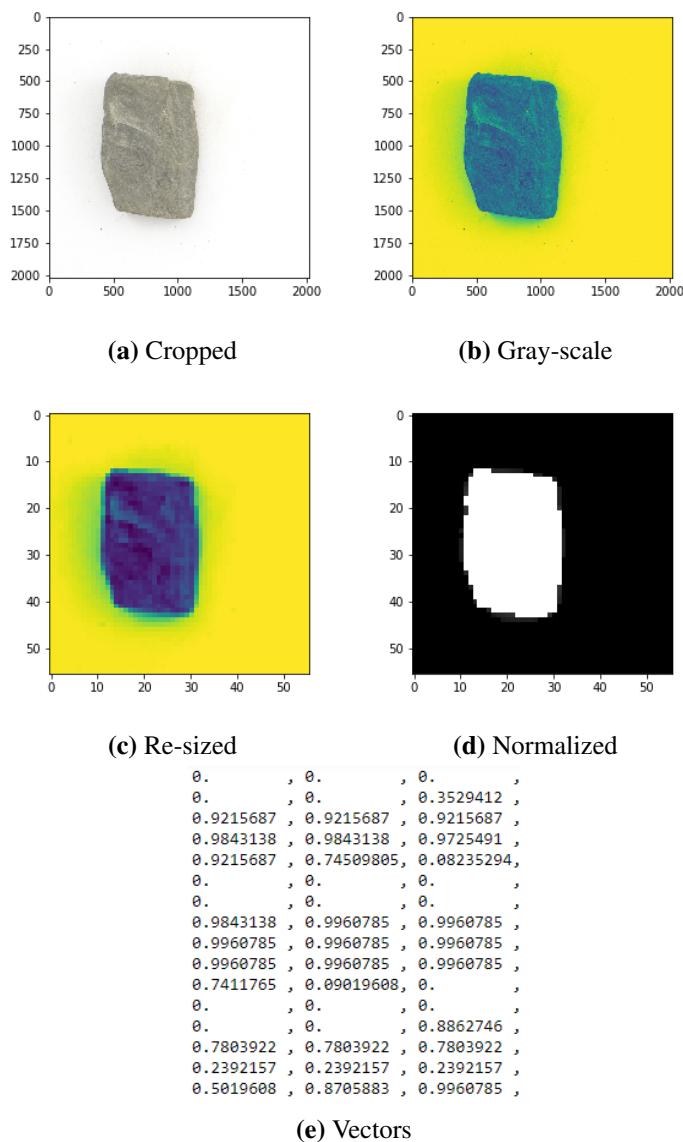 0
250
500
750
1000
1250
1500
1750
2000
0 500 1000 1500 2000
(a) Cropped
0
250
500
750
1000
1250
1500
1750
2000
0 500 1000 1500 2000
(b) Gray-scale
0
10
20
30
40
50
0 10 20 30 40 50
(c) Re-sized
0
10
20
30
40
50
0 10 20 30 40 50
(d) Normalized
0. , 0. , 0. ,
0. , 0. , 0.3529412 ,
0.9215687 , 0.9215687 , 0.9215687 ,
0.9843138 , 0.9843138 , 0.9725491 ,
0.9215687 , 0.74509805, 0.08235294,
0. , 0. , 0. ,
0. , 0. , 0. ,
0.9843138 , 0.9960785 , 0.9960785 ,
0.9960785 , 0.9960785 , 0.9960785 ,
0.9960785 , 0.9960785 , 0.9960785 ,
0.7411765 , 0.09019608, 0. ,
0. , 0. , 0. ,
0. , 0. , 0.8862746 ,
0.7803922 , 0.7803922 , 0.7803922 ,
0.2392157 , 0.2392157 , 0.2392157 ,
0.5019608 , 0.8705883 , 0.9960785 ,
(e) Vectors